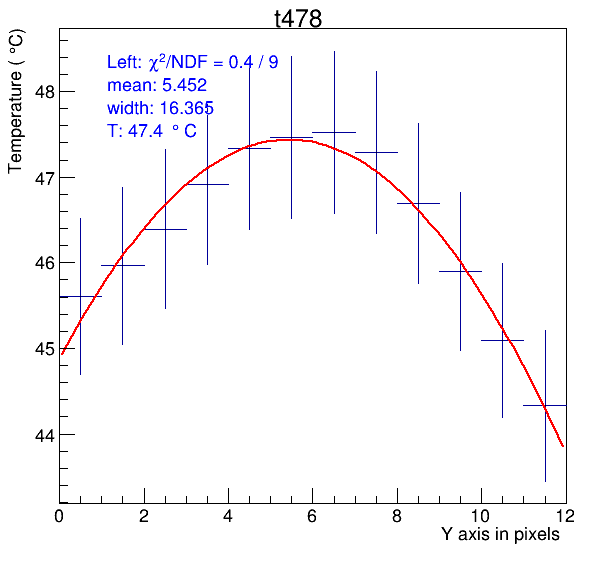 t478
Left: χ²/NDF = 0.4 / 9
mean: 5.452
width: 16.365
T: 47.4 ° C
Temperature ( °C)
48
47
46
45
44
0 2 4 6 8 10 12
Y axis in pixels